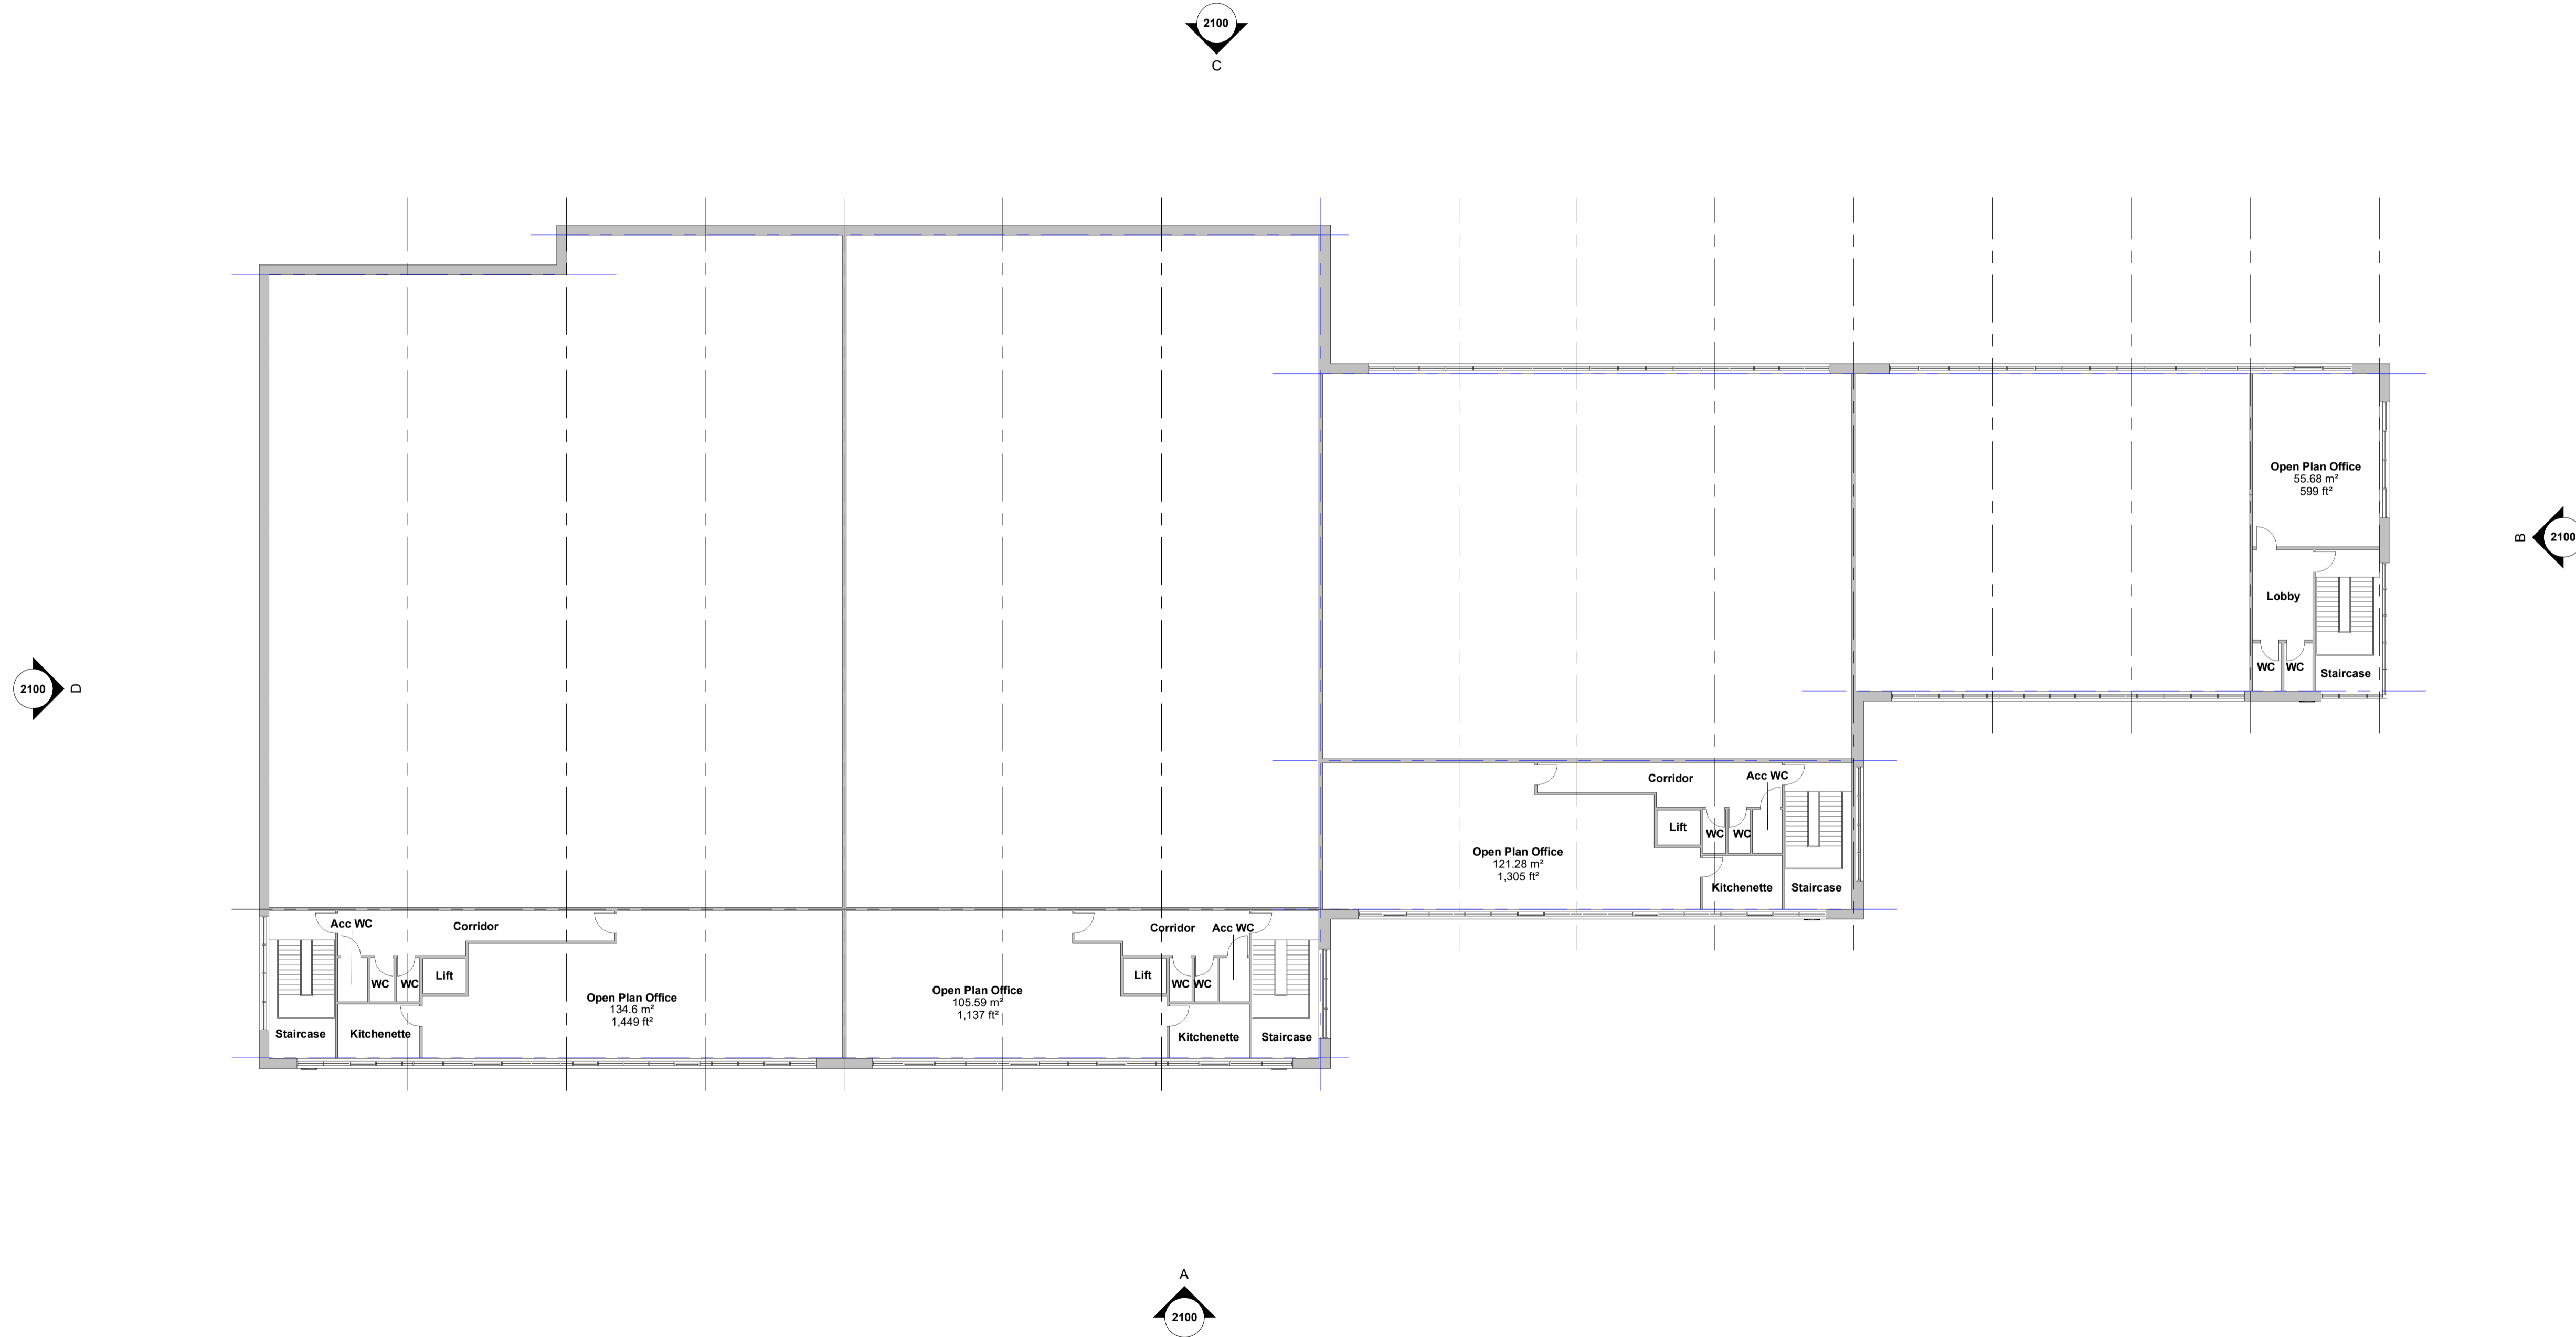 2100
C
Open Plan Office
55.68 m²
599 ft²
2100
B
Lobby
WC
WC
Staircase
2100
D
Corridor
Acc WC
Lift
WC
WC
Open Plan Office
121.28 m²
1,305 ft²
Kitchenette
Staircase
Acc WC
Corridor
WC
WC
Lift
Open Plan Office
134.6 m²
1,449 ft²
Staircase
Kitchenette
Corridor
Acc WC
Lift
WC
WC
Open Plan Office
105.59 m²
1,137 ft²
Kitchenette
Staircase
A
2100